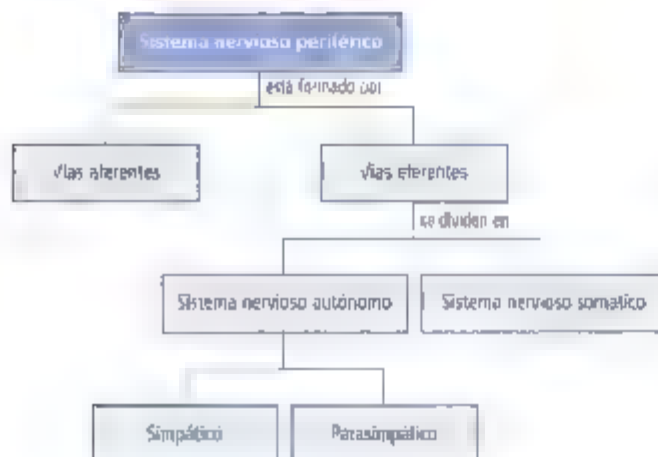 Sistema nervioso periférico
está formado por
Vías aferentes
Vías eferentes
se dividen en
Sistema nervioso autónomo
Sistema nervioso somatico
Simpático
Parasimpático